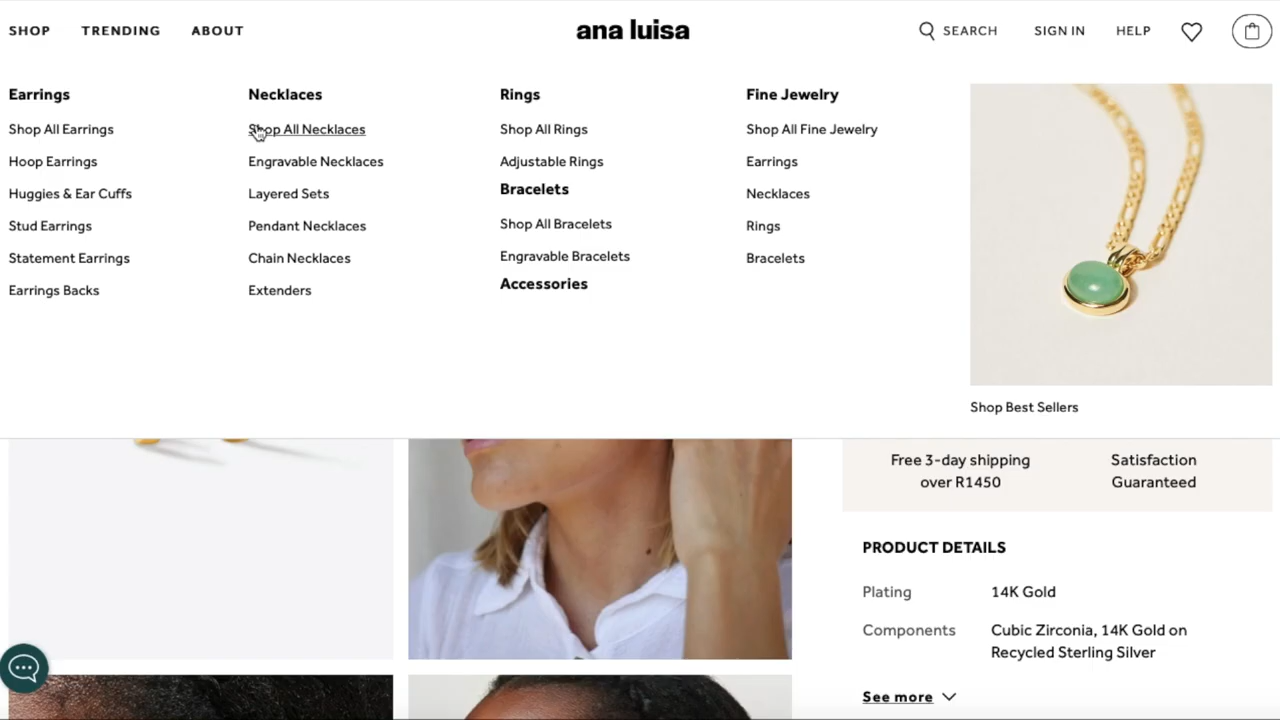 SHOP TRENDING ABOUT ana luisa SEARCH SIGN IN HELP
Earrings
Shop All Earrings
Hoop Earrings
Huggies & Ear Cuffs
Stud Earrings
Statement Earrings
Earrings Backs
Necklaces
Shop All Necklaces
Engravable Necklaces
Layered Sets
Pendant Necklaces
Chain Necklaces
Extenders
Rings
Shop All Rings
Adjustable Rings
Bracelets
Shop All Bracelets
Engravable Bracelets
Accessories
Fine Jewelry
Shop All Fine Jewelry
Earrings
Necklaces
Rings
Bracelets
Shop Best Sellers
Free 3-day shipping
over R1450
Satisfaction
Guaranteed
PRODUCT DETAILS
Plating 14K Gold
Components Cubic Zirconia, 14K Gold on
Recycled Sterling Silver
See more